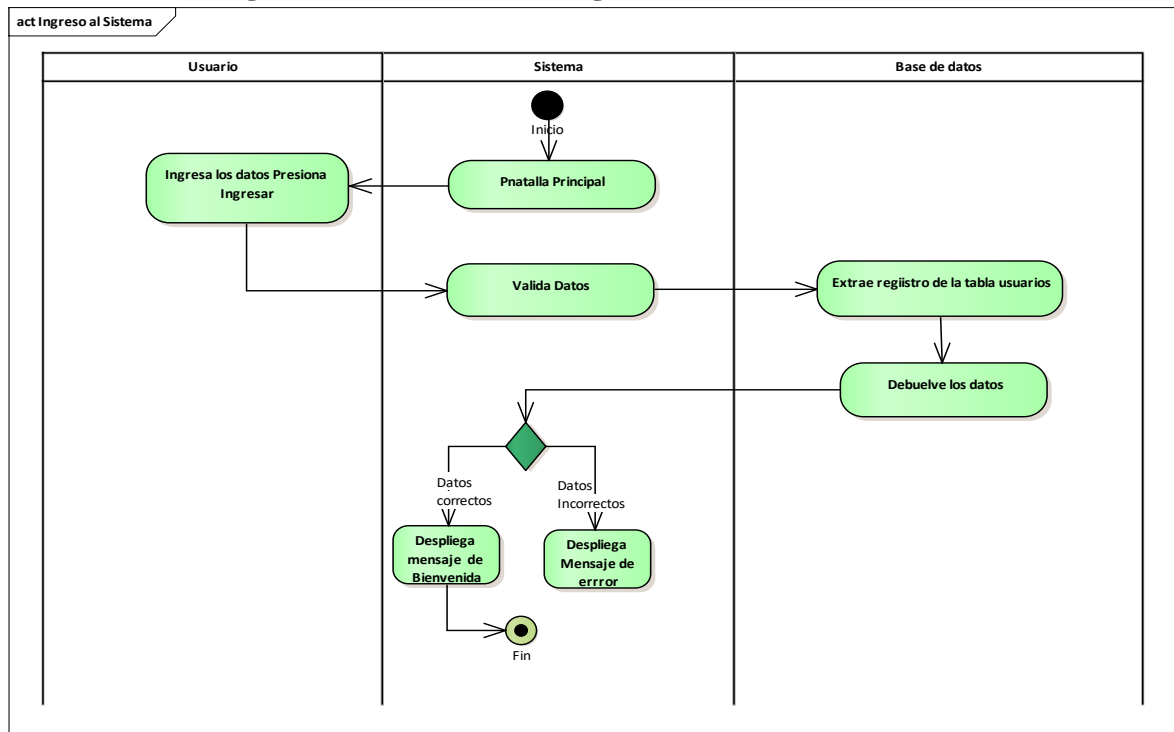 act Ingreso al Sistema
Usuario
Sistema
Base de datos
Inicio
Ingresa los datos Presiona
Ingresar
Pnatalla Principal
Valida Datos
Extrae regiistro de la tabla usuarios
Debuelve los datos
Datos
correctos
Datos
Incorrectos
Despliega
mensaje de
Bienvenida
Despliega
Mensaje de
errror
Fin